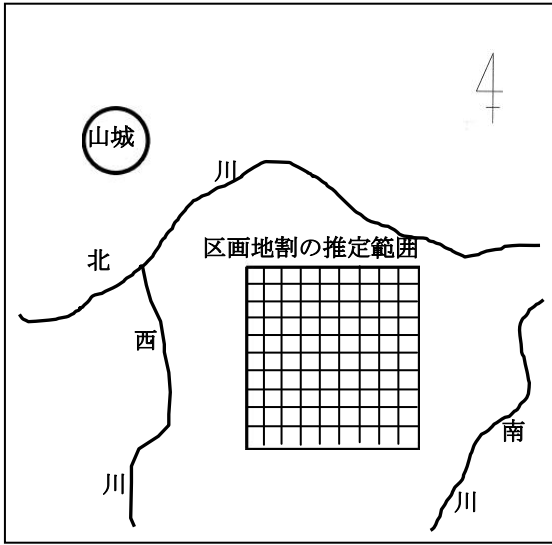 山城
北川
区画地割の推定範囲
西川
南川